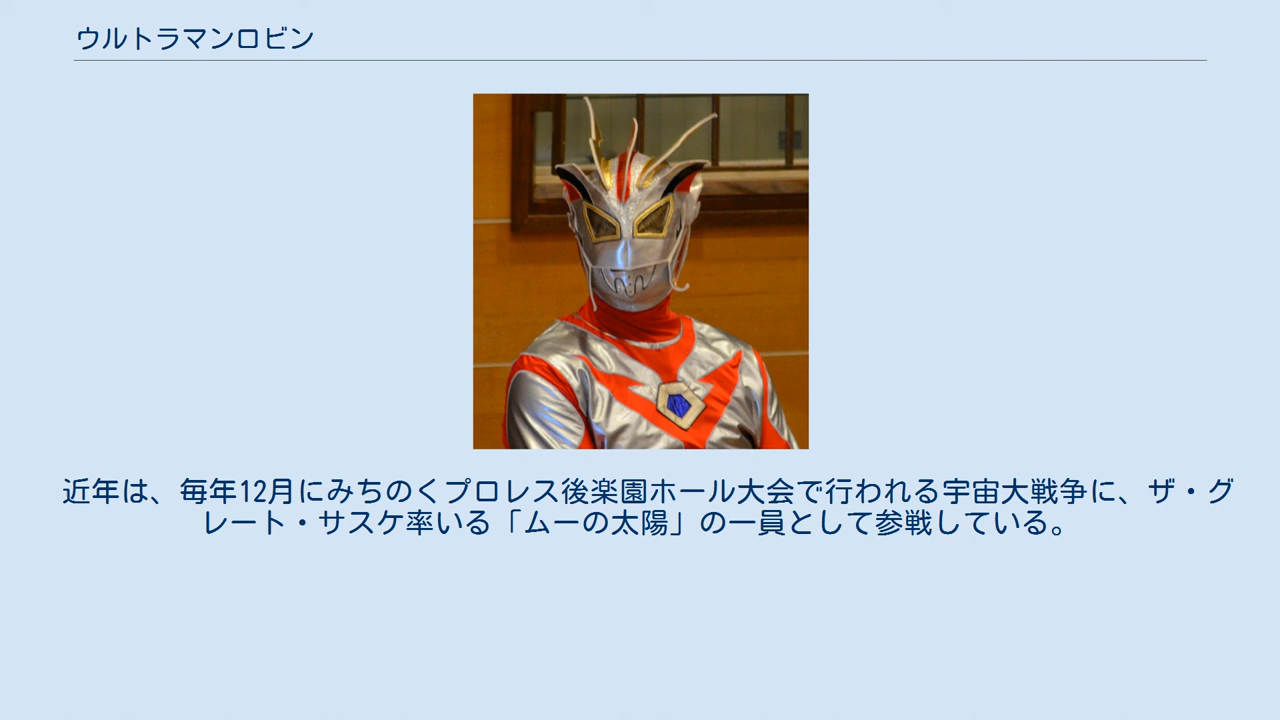 ウルトラマンロビン
近年は、毎年12月にみちのくプロレス後楽園ホール大会で行われる宇宙大戦争に、ザ・グ
レート・サスケ率いる「ムーの太陽」の一員として参戦している。